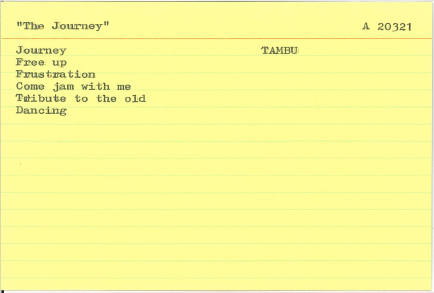 "The Journey" A 20321
Journey TAMBU
Free up
Frustration
Come jam with me
Tribute to the old
Dancing